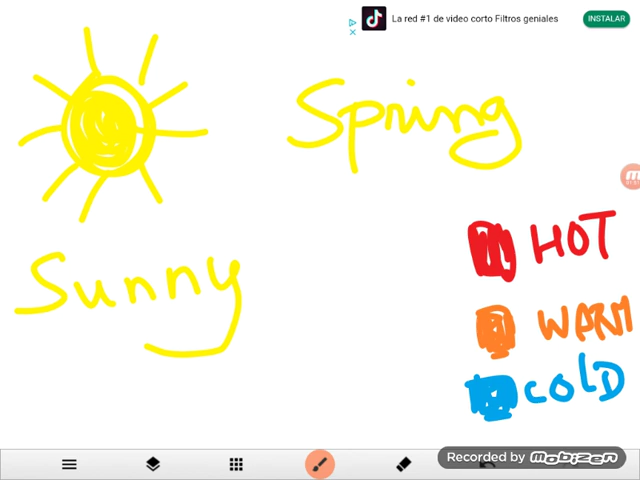 La red #1 de video corto Filtros geniales
INSTALAR
Spring
Sunny
HOT
WARM
COLD
Recorded by MOBIZEN